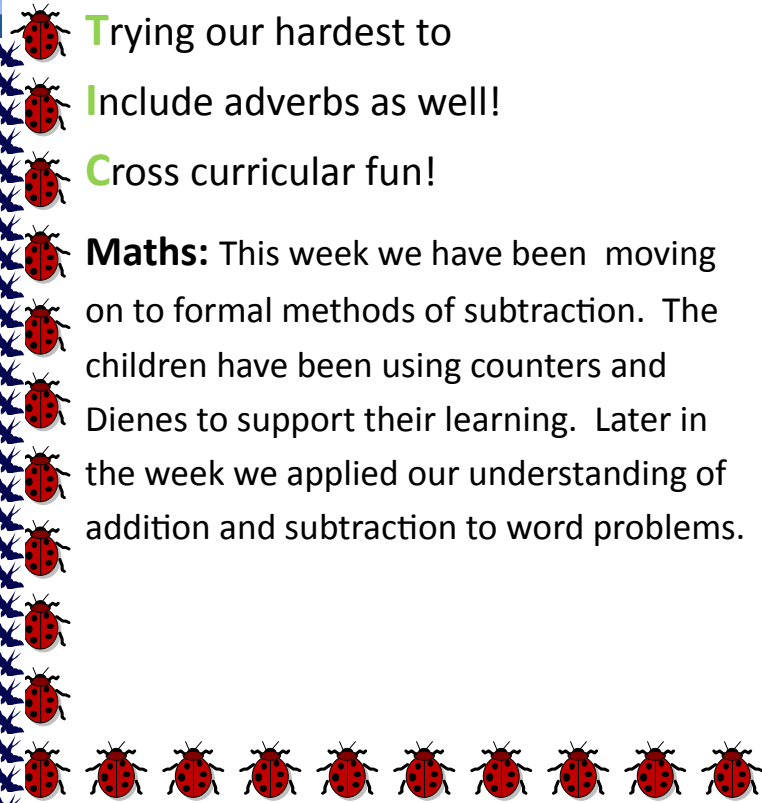 Trying our hardest to
Include adverbs as well!
Cross curricular fun!
Maths: This week we have been  moving
on to formal methods of subtraction.  The
children have been using counters and
Dienes to support their learning.  Later in
the week we applied our understanding of
addition and subtraction to word problems.